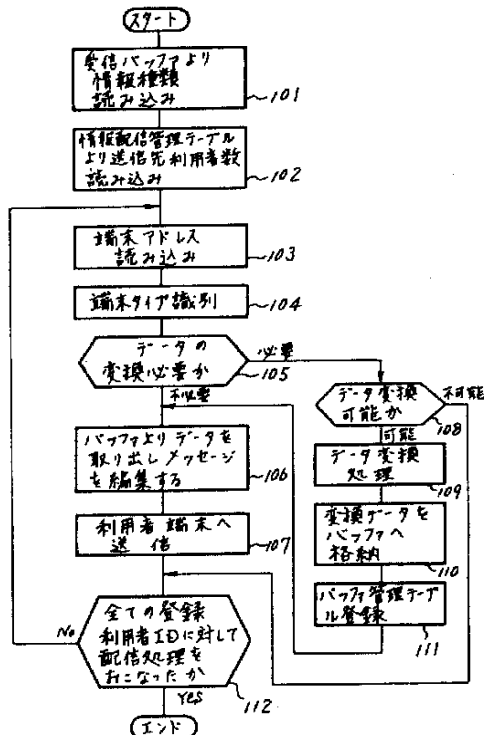 スタート
受信バッファより
情報種類
読み込み
101
情報配信管理テーブル
より送信先利用者数
読み込み
102
端末アドレス
読み込み
103
端末タイプ識別
104
データの
変換必要か
105
必要
不必要
データ変換
可能か
108
不可能
可能
バッファよりデータを
取り出しメッセージ
を編集する
106
データ変換
処理
109
利用者端末へ
送信
107
変換データを
バッファへ
格納
110
バッファ管理テーブ
ル登録
111
全ての登録
利用者IDに対して
配信処理を
おこなったか
112
No
Yes
エンド